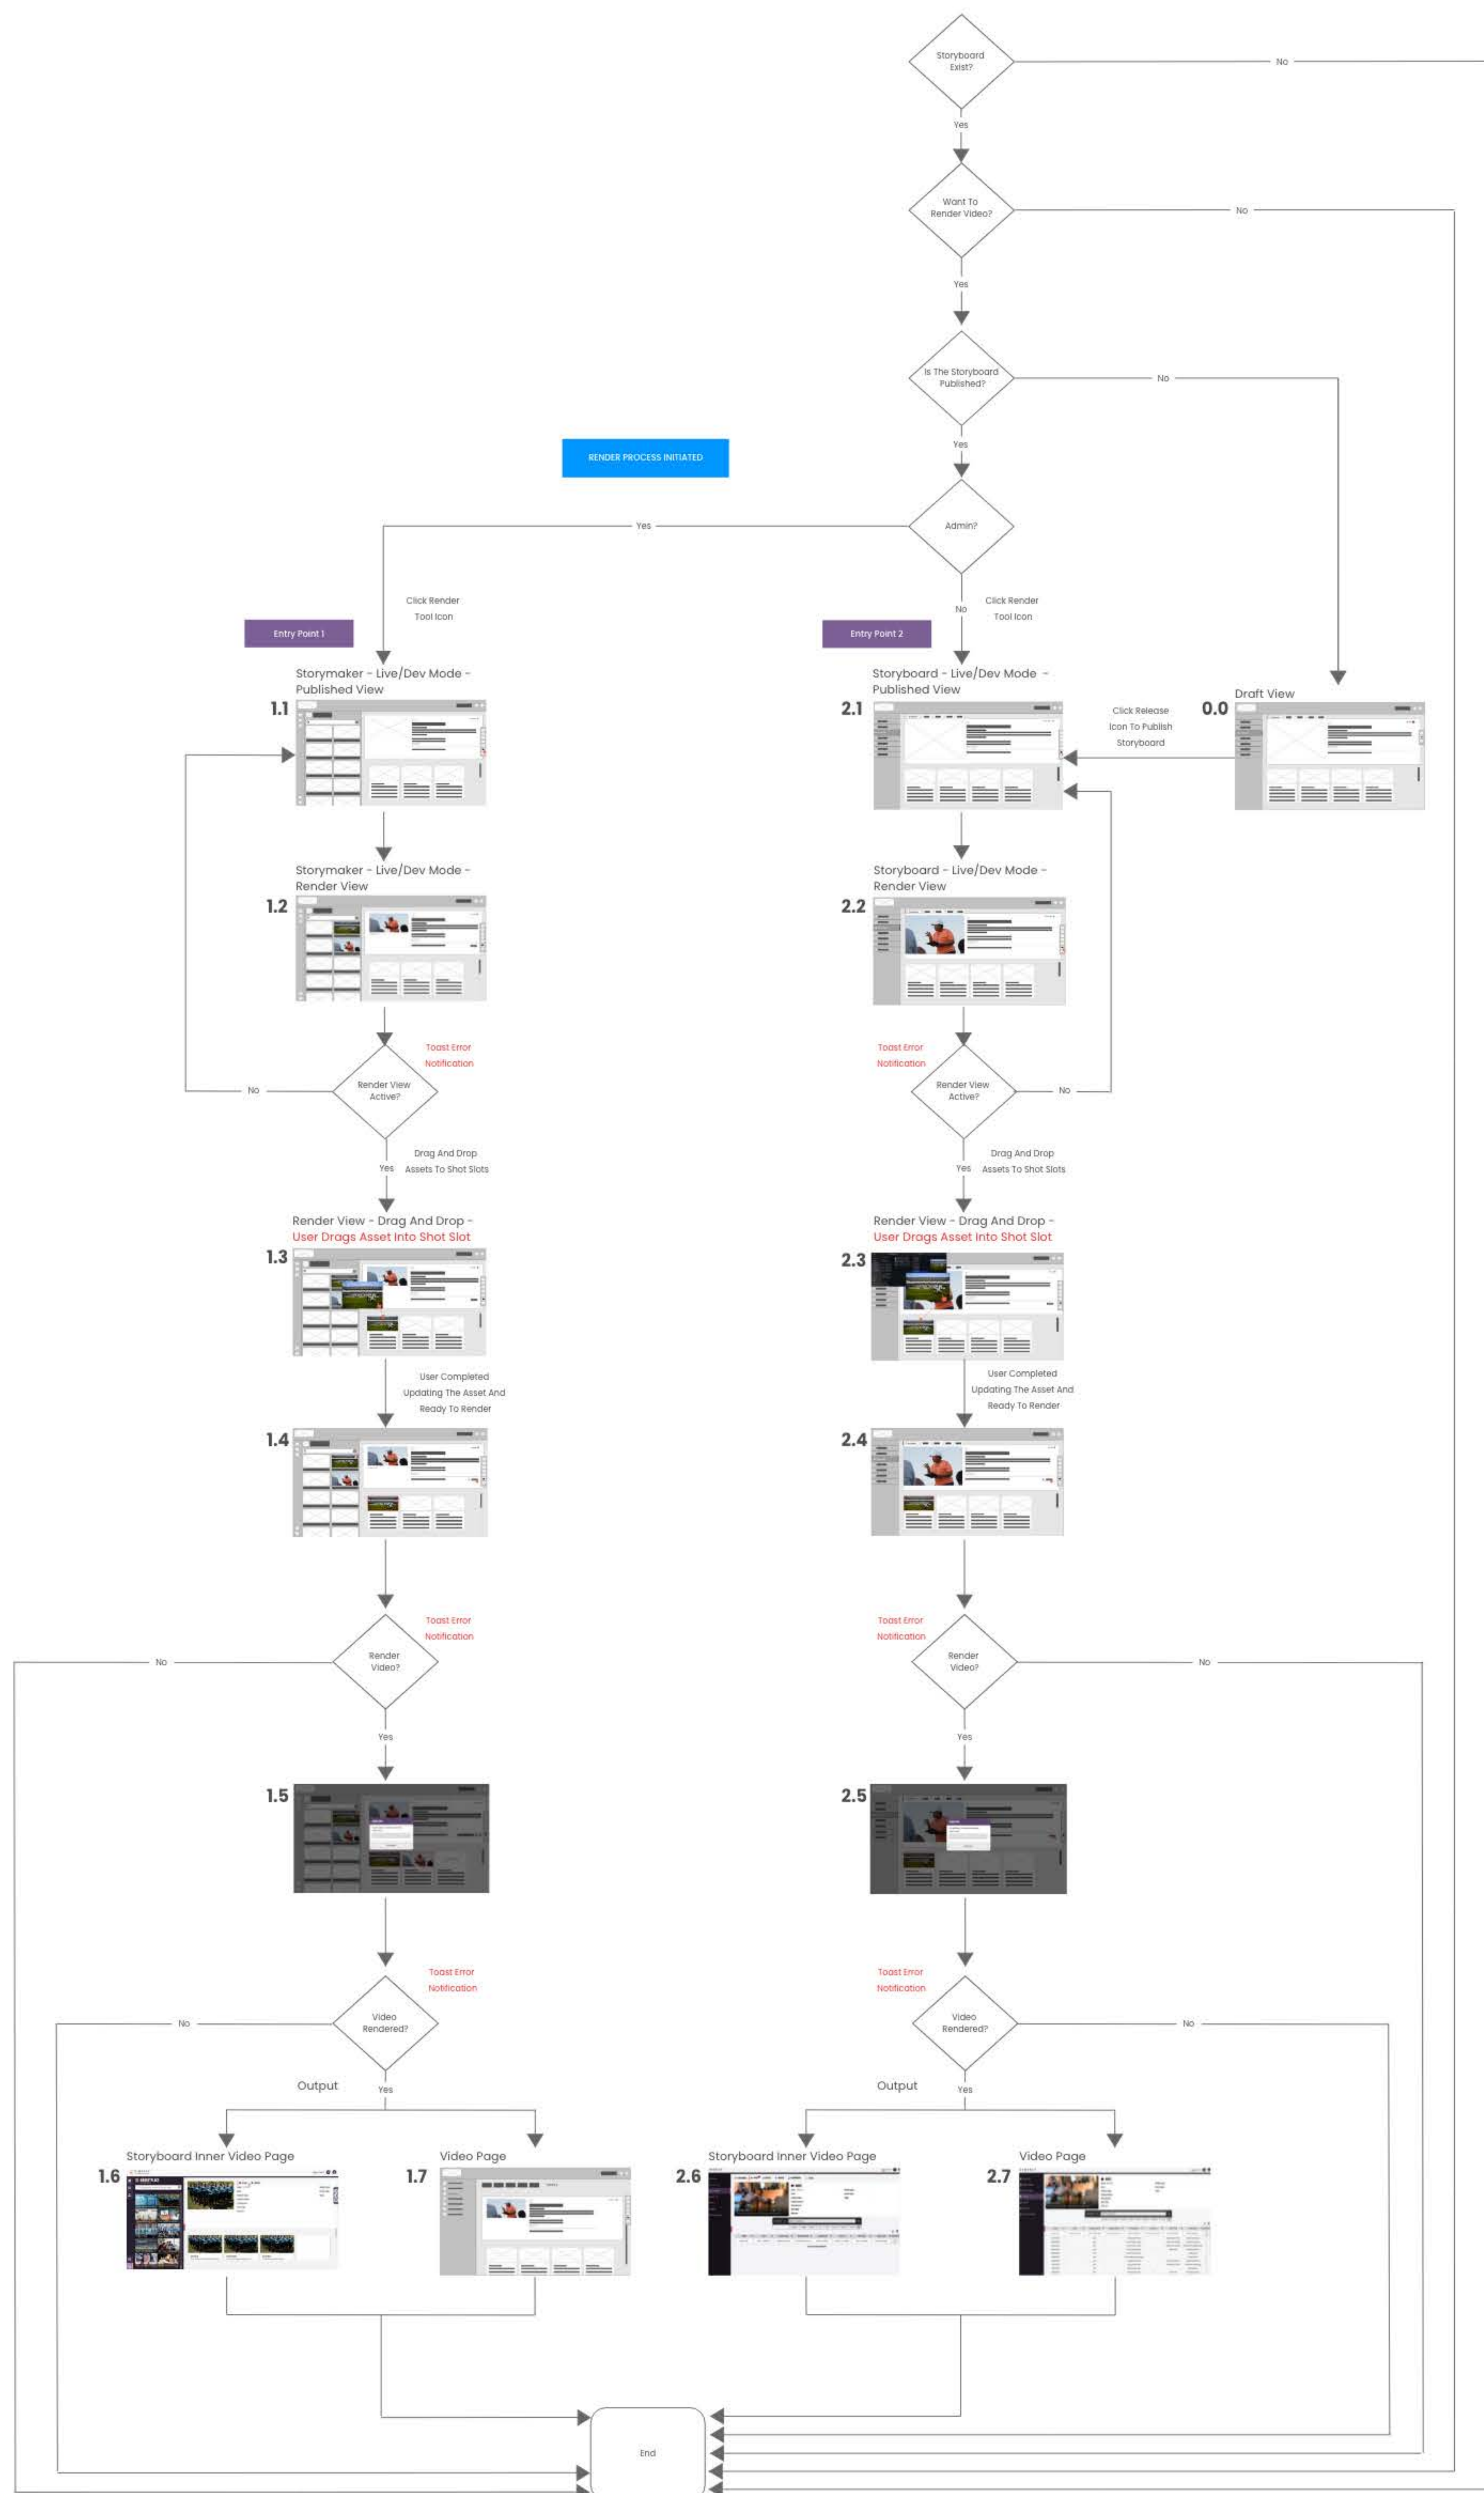 Storyboard
Exist?
No
Yes
Want To
Render Video?
No
Yes
Is The Storyboard
Published?
No
Yes
RENDER PROCESS INITIATED
Admin?
Yes
Click Render
Tool Icon
No
Click Render
Tool Icon
Entry Point 1
Entry Point 2
Storymaker - Live/Dev Mode -
Published View
1.1
Storyboard - Live/Dev Mode -
Published View
2.1
Click Release
Icon To Publish
Storyboard
Draft View
0.0
Storymaker - Live/Dev Mode -
Render View
1.2
Storyboard - Live/Dev Mode -
Render View
2.2
Toast Error
Notification
Render View
Active?
No
Toast Error
Notification
Render View
Active?
No
Drag And Drop
Yes Assets To Shot Slots
Drag And Drop
Yes Assets To Shot Slots
Render View - Drag And Drop -
User Drags Asset Into Shot Slot
1.3
Render View - Drag And Drop -
User Drags Asset Into Shot Slot
2.3
User Completed
Updating The Asset And
Ready To Render
User Completed
Updating The Asset And
Ready To Render
1.4
2.4
Toast Error
Notification
Render
Video?
No
Toast Error
Notification
Render
Video?
No
Yes
Yes
1.5
2.5
Toast Error
Notification
Video
Rendered?
No
Toast Error
Notification
Video
Rendered?
No
Output
Yes
Output
Yes
Storyboard Inner Video Page
1.6
Video Page
1.7
Storyboard Inner Video Page
2.6
Video Page
2.7
End